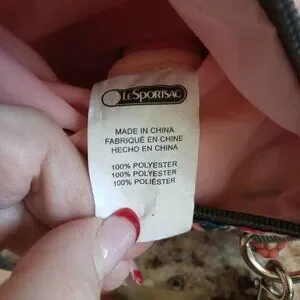 LESPORTSAC
MADE IN CHINA
FABRIQUÉ EN CHINE
HECHO EN CHINA
100% POLYESTER
100% POLYESTER
100% POLIÉSTER